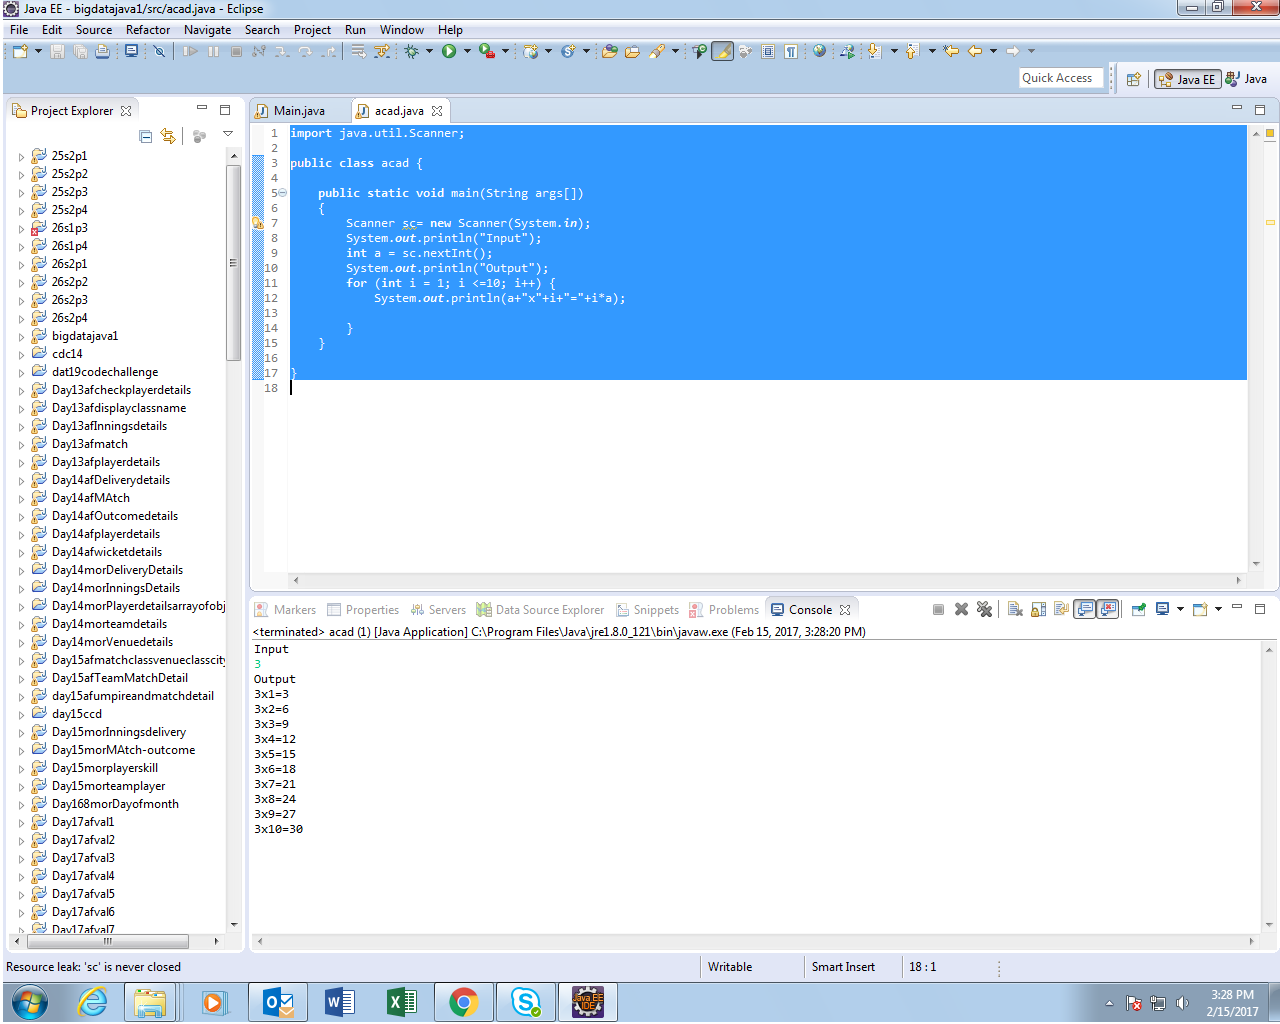 Java EE - bigdatajava1/src/acad.java - Eclipse
File Edit Source Refactor Navigate Search Project Run Window Help
Quick Access
Java EE
Java
Project Explorer
25s2p1
25s2p2
25s2p3
25s2p4
26s1p3
26s1p4
26s2p1
26s2p2
26s2p3
26s2p4
bigdatajava1
cdc14
dat19codechallenge
Day13afcheckplayerdetails
Day13afdisplayclassname
Day13afInningsdetails
Day13afmatch
Day13afplayerdetails
Day14afDeliverydetails
Day14afMAtch
Day14afOutcomedetails
Day14afplayerdetails
Day14afwicketdetails
Day14morDeliveryDetails
Day14morInningsDetails
Day14morPlayerdetailsarrayofobj
Day14morteamdetails
Day14morVenuedetails
Day15afmatchclassvenueclasscity
Day15afTeamMatchDetail
day15afumpireandmatchdetail
day15ccd
Day15morInningsdelivery
Day15morMAtch-outcome
Day15morplayerskill
Day15morteamplayer
Day168morDayofmonth
Day17afval1
Day17afval2
Day17afval3
Day17afval4
Day17afval5
Day17afval6
Day17afval7
Main.java acad.java
1 import java.util.Scanner;
2
3 public class acad {
4
5 public static void main(String args[])
6 {
7 Scanner sc= new Scanner(System.in);
8 System.out.println("Input");
9 int a = sc.nextInt();
10 System.out.println("Output");
11 for (int i = 1; i <=10; i++) {
12 System.out.println(a+"x"+i+"="+i*a);
13
14 }
15 }
16
17 }
18
Markers Properties Servers Data Source Explorer Snippets Problems Console
<terminated> acad (1) [Java Application] C:\Program Files\Java\jre1.8.0_121\bin\javaw.exe (Feb 15, 2017, 3:28:20 PM)
Input
3
Output
3x1=3
3x2=6
3x3=9
3x4=12
3x5=15
3x6=18
3x7=21
3x8=24
3x9=27
3x10=30
Resource leak: 'sc' is never closed
Writable
Smart Insert
18 : 1
Java EE
IDE
3:28 PM
2/15/2017